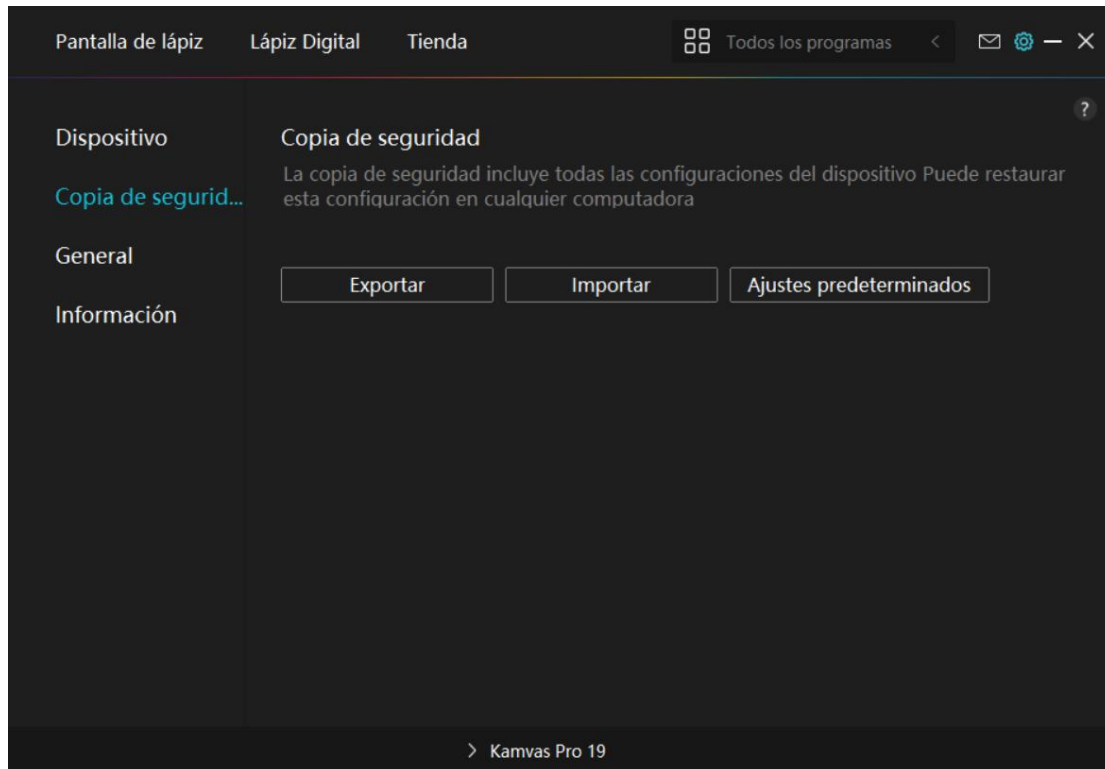 Pantalla de lápiz Lápiz Digital Tienda Todos los programas
?
Dispositivo
Copia de segurid...
General
Información
Copia de seguridad
La copia de seguridad incluye todas las configuraciones del dispositivo Puede restaurar
esta configuración en cualquier computadora
Exportar Importar Ajustes predeterminados
Kamvas Pro 19